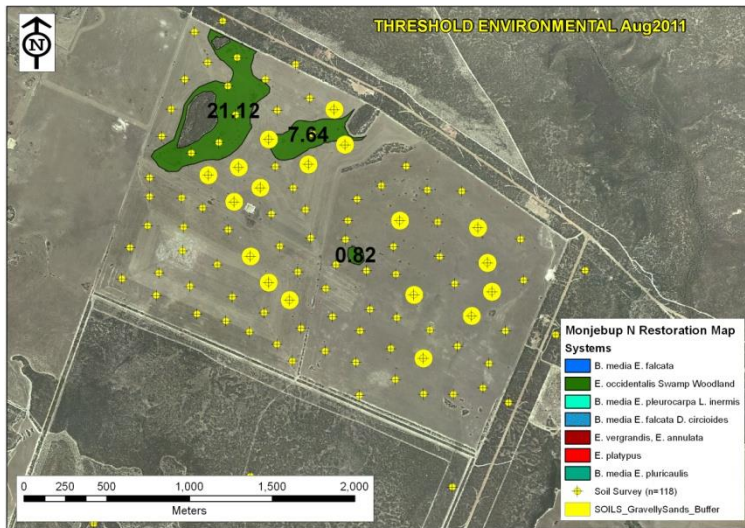 THRESHOLD ENVIRONMENTAL Aug2011
N
21.12
7.64
0.82
Monjebup N Restoration Map
Systems
B. media E. falcata
E. occidentalis Swamp Woodland
B. media E. pleurocarpa L. inermis
B. media E. falcata D. circioides
E. vergrandis, E. annulata
E. platypus
B. media E. pluricaulis
Soil Survey (n=118)
SOILS_GravellySands_Buffer
0 250 500 1,000 1,500 2,000
Meters